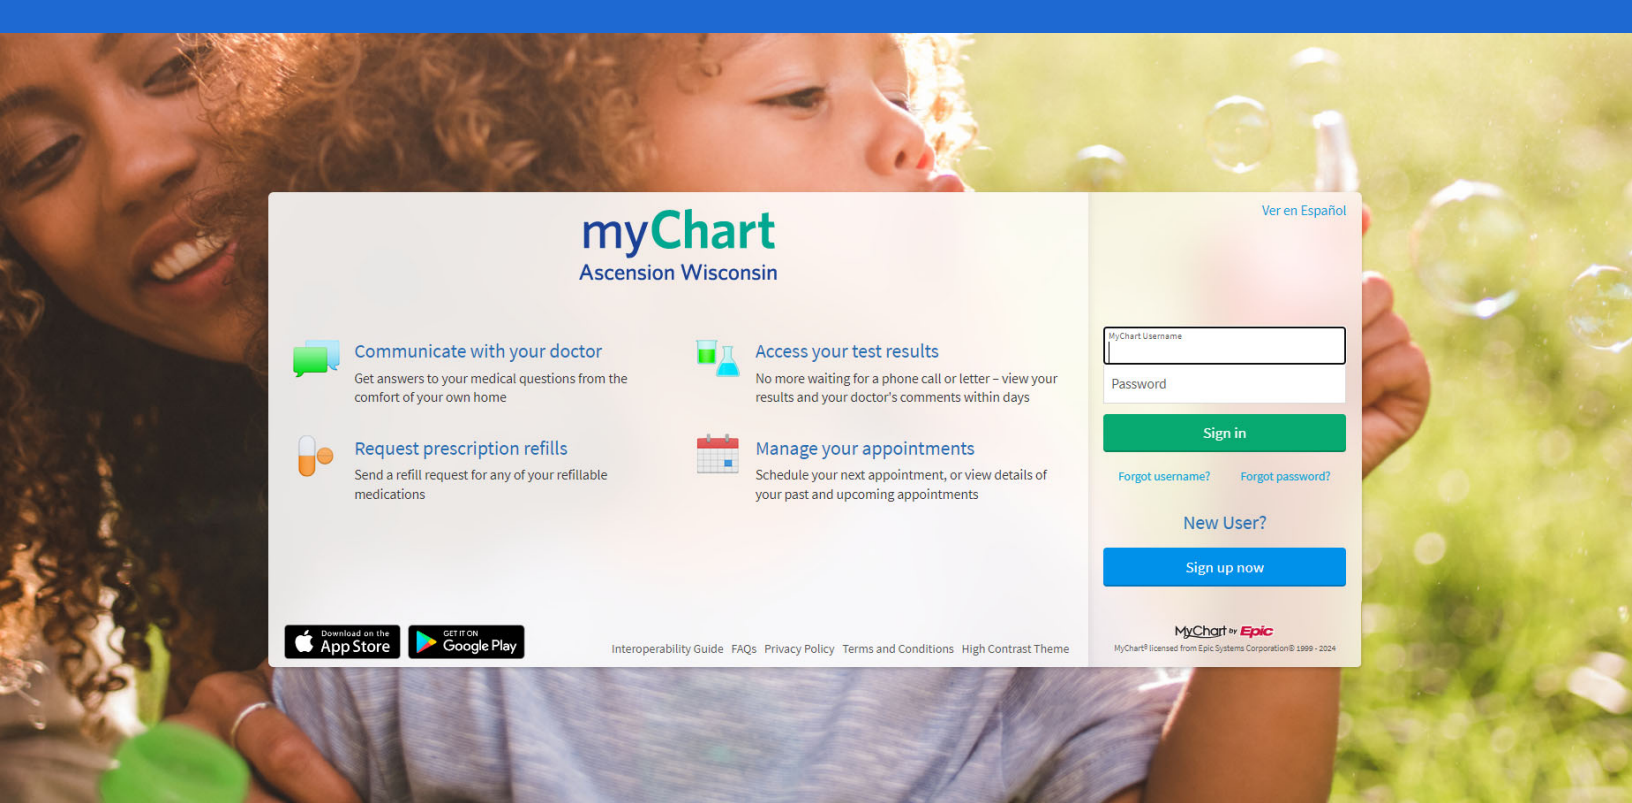 myChart
Ascension Wisconsin
Communicate with your doctor
Get answers to your medical questions from the
comfort of your own home
Access your test results
No more waiting for a phone call or letter – view your
results and your doctor's comments within days
Request prescription refills
Send a refill request for any of your refillable
medications
Manage your appointments
Schedule your next appointment, or view details of
your past and upcoming appointments
Download on the
App Store
GET IT ON
Google Play
Interoperability Guide FAQs Privacy Policy Terms and Conditions High Contrast Theme
Ver en Español
MyChart Username
Password
Sign in
Forgot username? Forgot password?
New User?
Sign up now
MyChart by Epic
MyChart® licensed from Epic Systems Corporation© 1999 - 2024